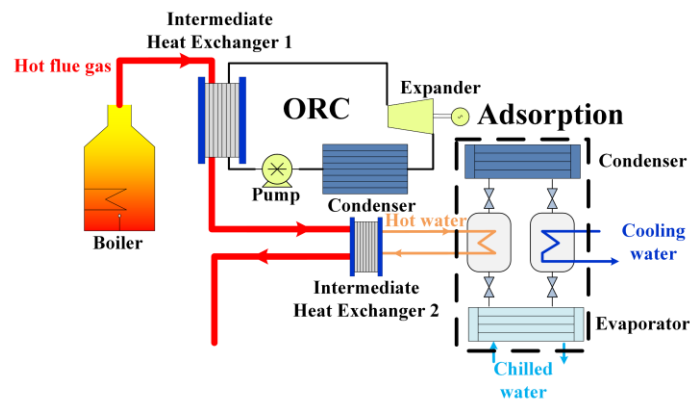 Intermediate
Heat Exchanger 1
Hot flue gas
Expander
ORC
Adsorption
Condenser
Pump
Condenser
Boiler
Hot water
Cooling
water
Intermediate
Heat Exchanger 2
Evaporator
Chilled
water